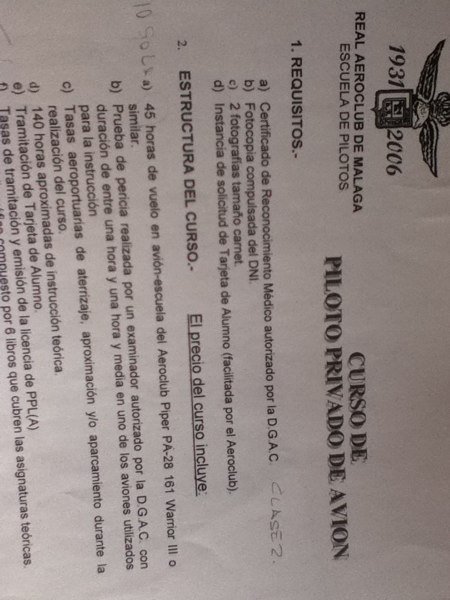 1931 2006
REAL AEROCLUB DE MALAGA
ESCUELA DE PILOTOS
CURSO DE
PILOTO PRIVADO DE AVION
1. REQUISITOS.-
a) Certificado de Reconocimiento Médico autorizado por la D.G.A.C. CLASE 2.
b) Fotocopia compulsada del DNI.
c) 2 fotografías tamaño carnet.
d) Instancia de solicitud de Tarjeta de Alumno (facilitada por el Aeroclub).
2. ESTRUCTURA DEL CURSO.- El precio del curso incluye:
a) 45 horas de vuelo en avión-escuela del Aeroclub Piper PA-28 161 Warrior III o
similar.
b) Prueba de pericia realizada por un examinador autorizado por la D.G.A.C. con
duración de entre una hora y una hora y media en uno de los aviones utilizados
para la instrucción
c) Tasas aeroportuarias de aterrizaje, aproximación y/o aparcamiento durante la
realización del curso.
d) 140 horas aproximadas de instrucción teórica.
e) Tramitación de Tarjeta de Alumno.
f) Tasas de tramitación y emisión de la licencia de PPL(A)
compuesto por 6 libros que cubren las asignaturas teóricas.